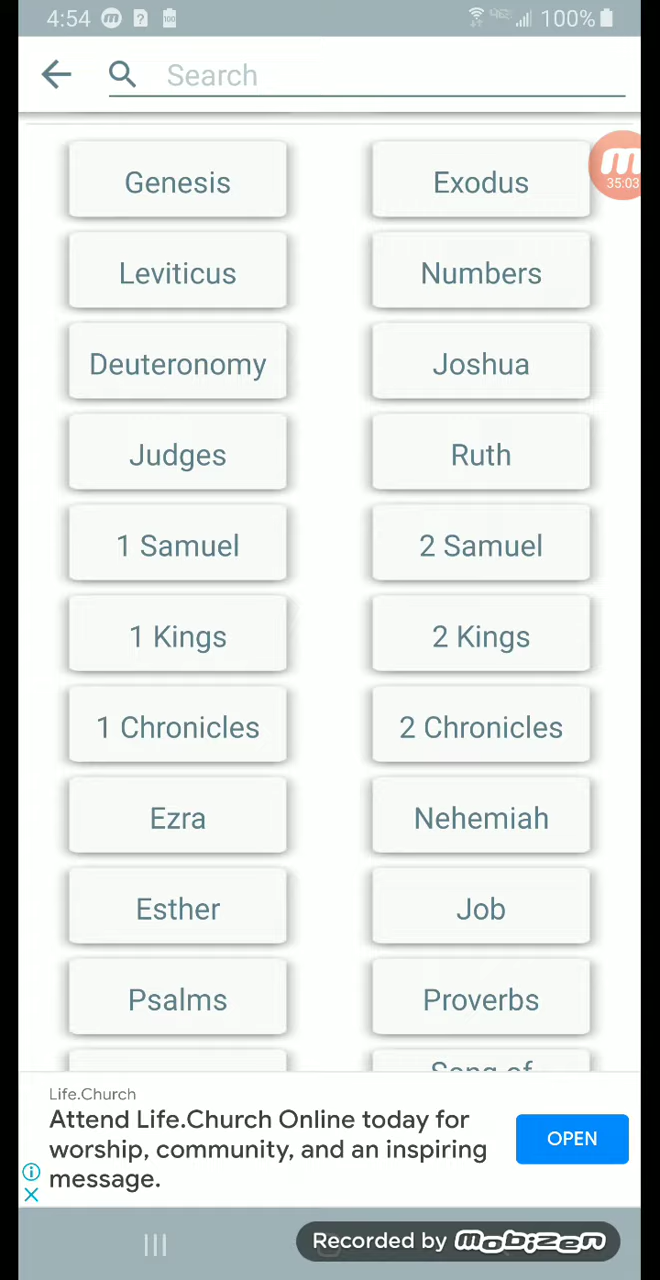 4:54
100%
Search
Genesis
Exodus
35:03
Leviticus
Numbers
Deuteronomy
Joshua
Judges
Ruth
1 Samuel
2 Samuel
1 Kings
2 Kings
1 Chronicles
2 Chronicles
Ezra
Nehemiah
Esther
Job
Psalms
Proverbs
Song of
Life.Church
Attend Life.Church Online today for
worship, community, and an inspiring
message.
OPEN
Recorded by mobizen